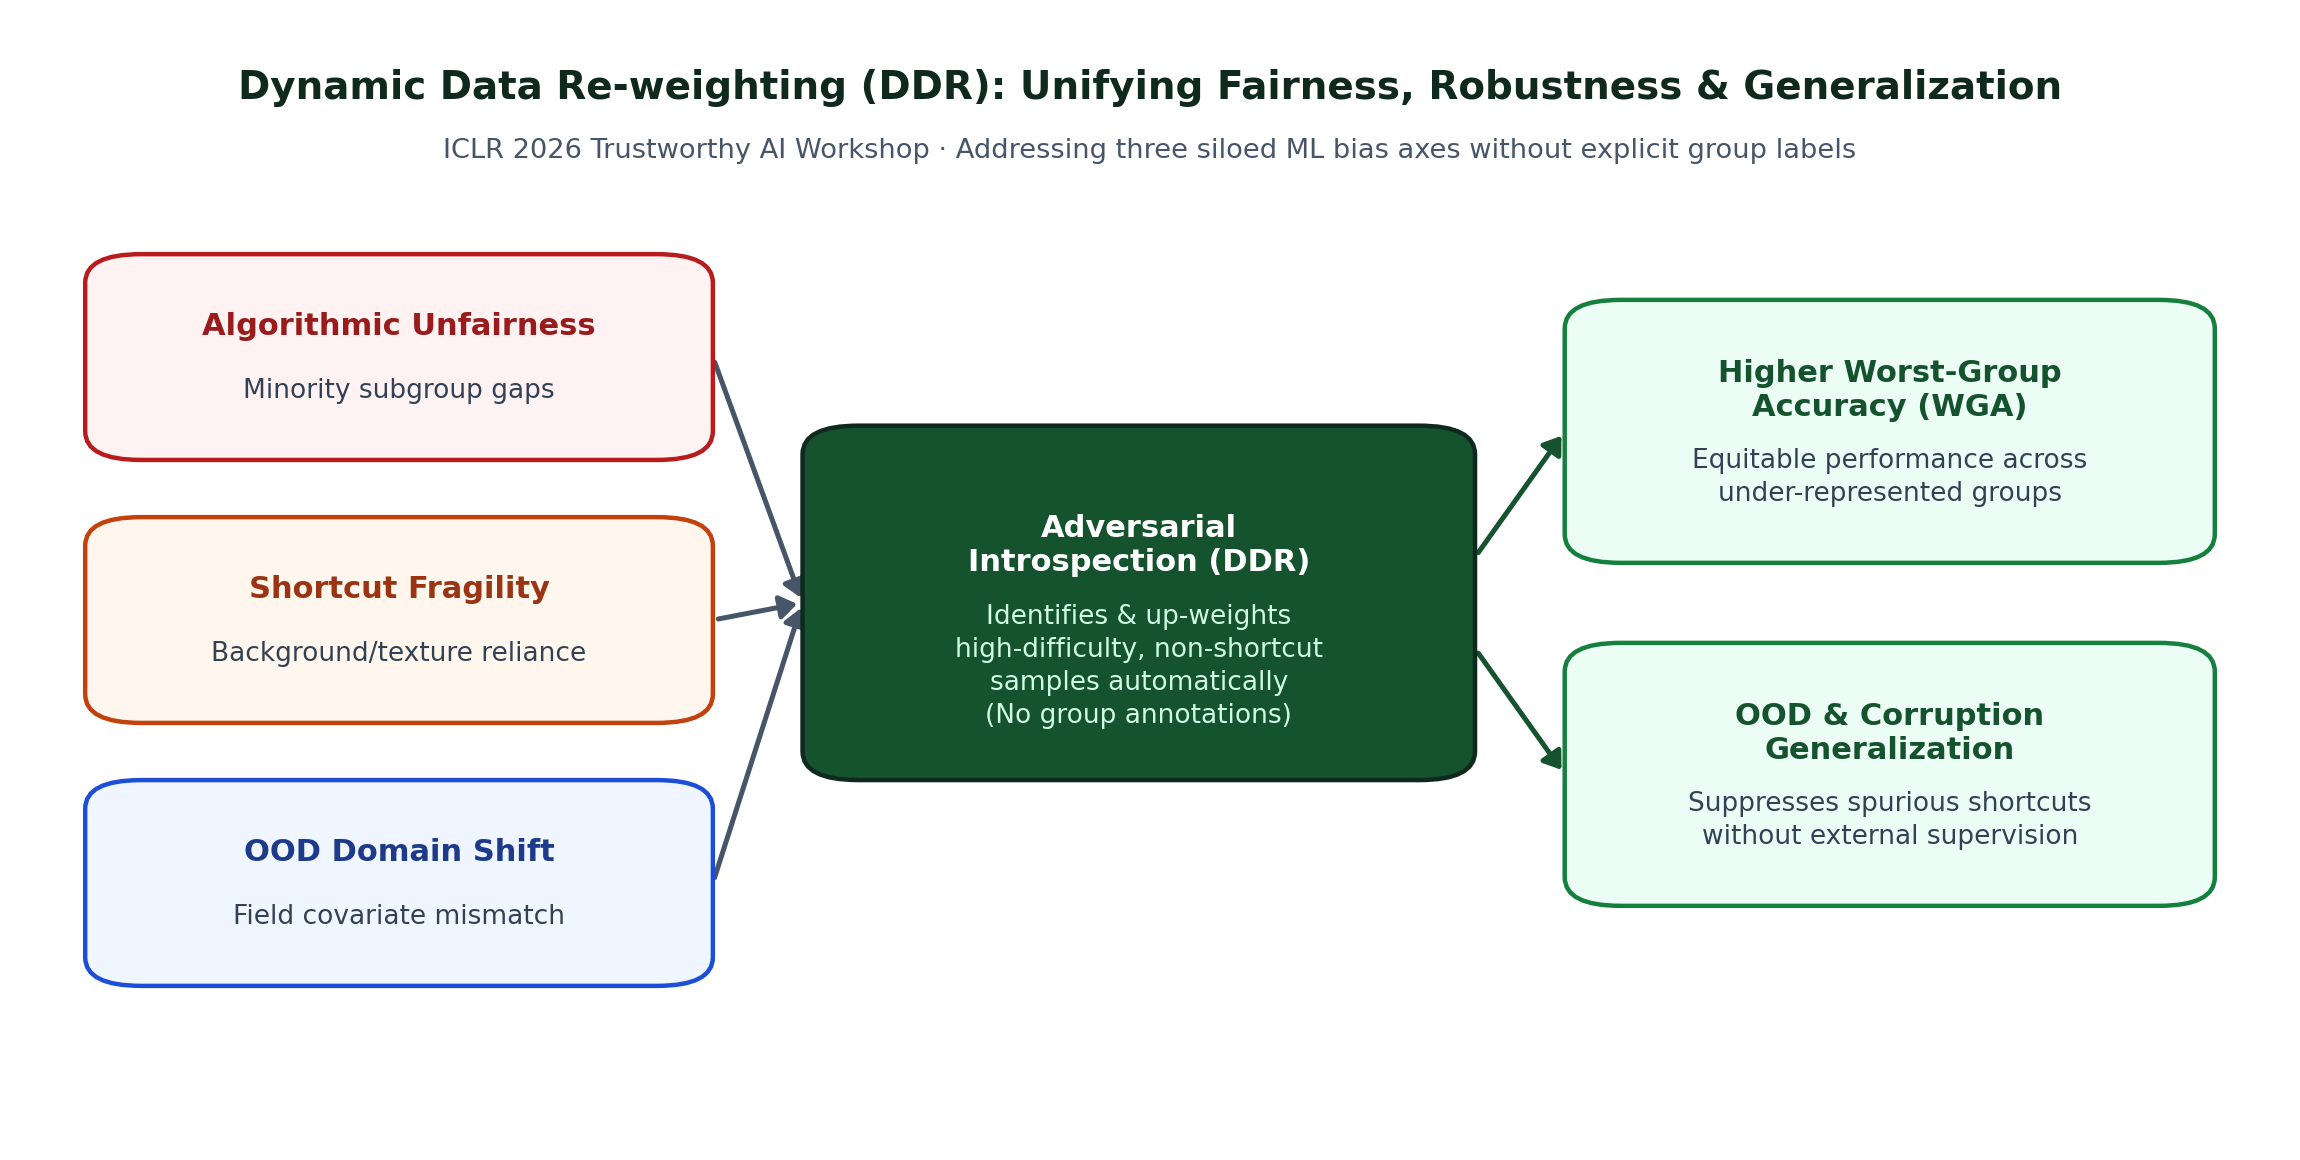 Dynamic Data Re-weighting (DDR): Unifying Fairness, Robustness & Generalization
ICLR 2026 Trustworthy AI Workshop · Addressing three siloed ML bias axes without explicit group labels
Algorithmic Unfairness
Minority subgroup gaps
Shortcut Fragility
Background/texture reliance
OOD Domain Shift
Field covariate mismatch
Adversarial
Introspection (DDR)
Identifies & up-weights
high-difficulty, non-shortcut
samples automatically
(No group annotations)
Higher Worst-Group
Accuracy (WGA)
Equitable performance across
under-represented groups
OOD & Corruption
Generalization
Suppresses spurious shortcuts
without external supervision